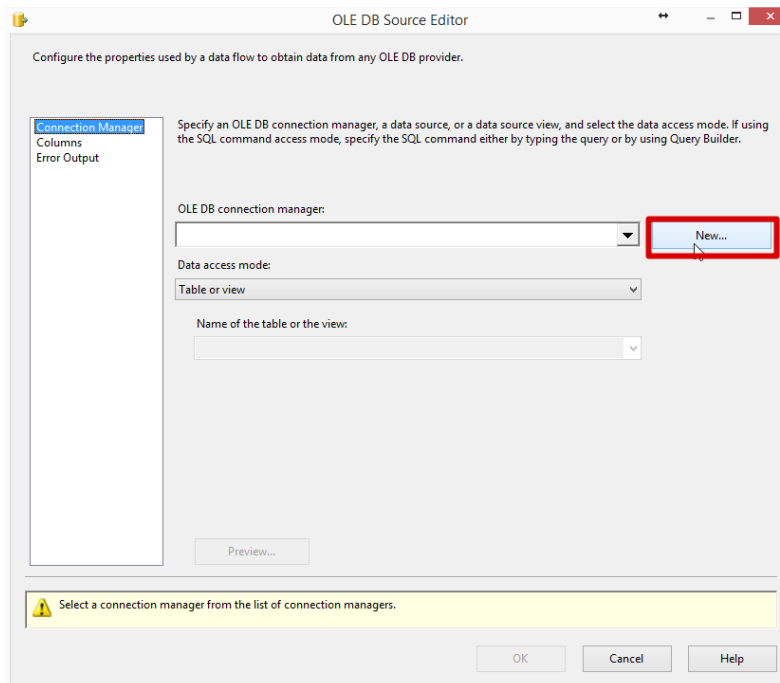 OLE DB Source Editor
Configure the properties used by a data flow to obtain data from any OLE DB provider.
Connection Manager
Columns
Error Output
Specify an OLE DB connection manager, a data source, or a data source view, and select the data access mode. If using
the SQL command access mode, specify the SQL command either by typing the query or by using Query Builder.
OLE DB connection manager:
New...
Data access mode:
Table or view
Name of the table or the view:
Preview...
Select a connection manager from the list of connection managers.
OK
Cancel
Help